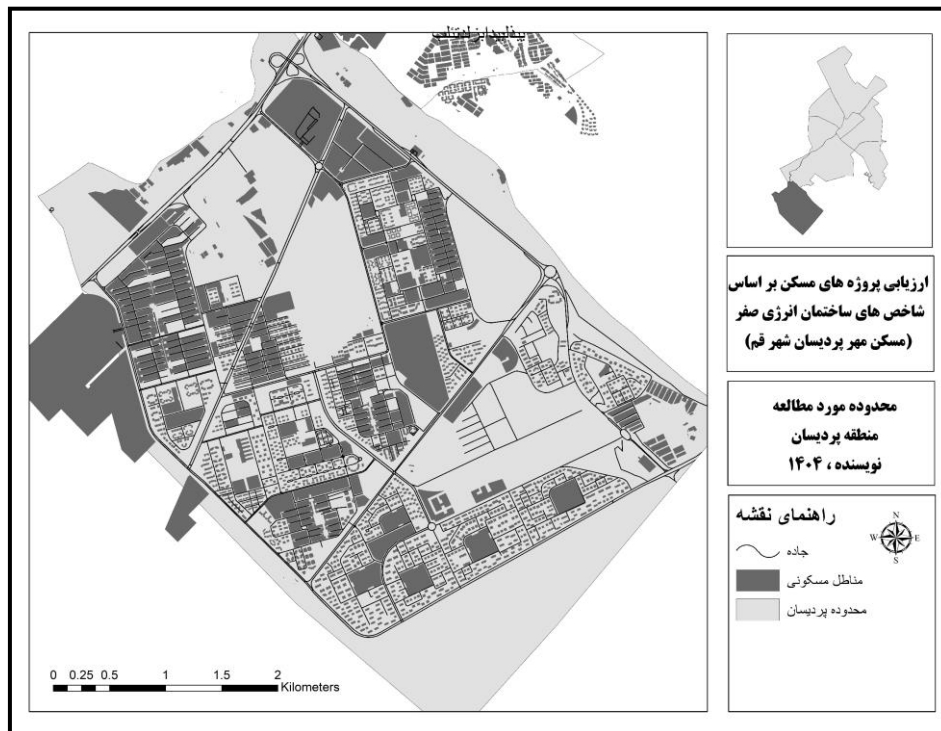 ارزیابی پروژه های مسکن بر اساس
شاخص های ساختمان انرژی صفر
(مسکن مهر پردیسان شهر قم)
محدوده مورد مطالعه
منطقه پردیسان
نویسنده ، ۱۴۰۴
راهنمای نقشه
N
W E
S
جاده
مناطل مسکونی
محدوده پردیسان
0 0.25 0.5 1 1.5 2
Kilometers